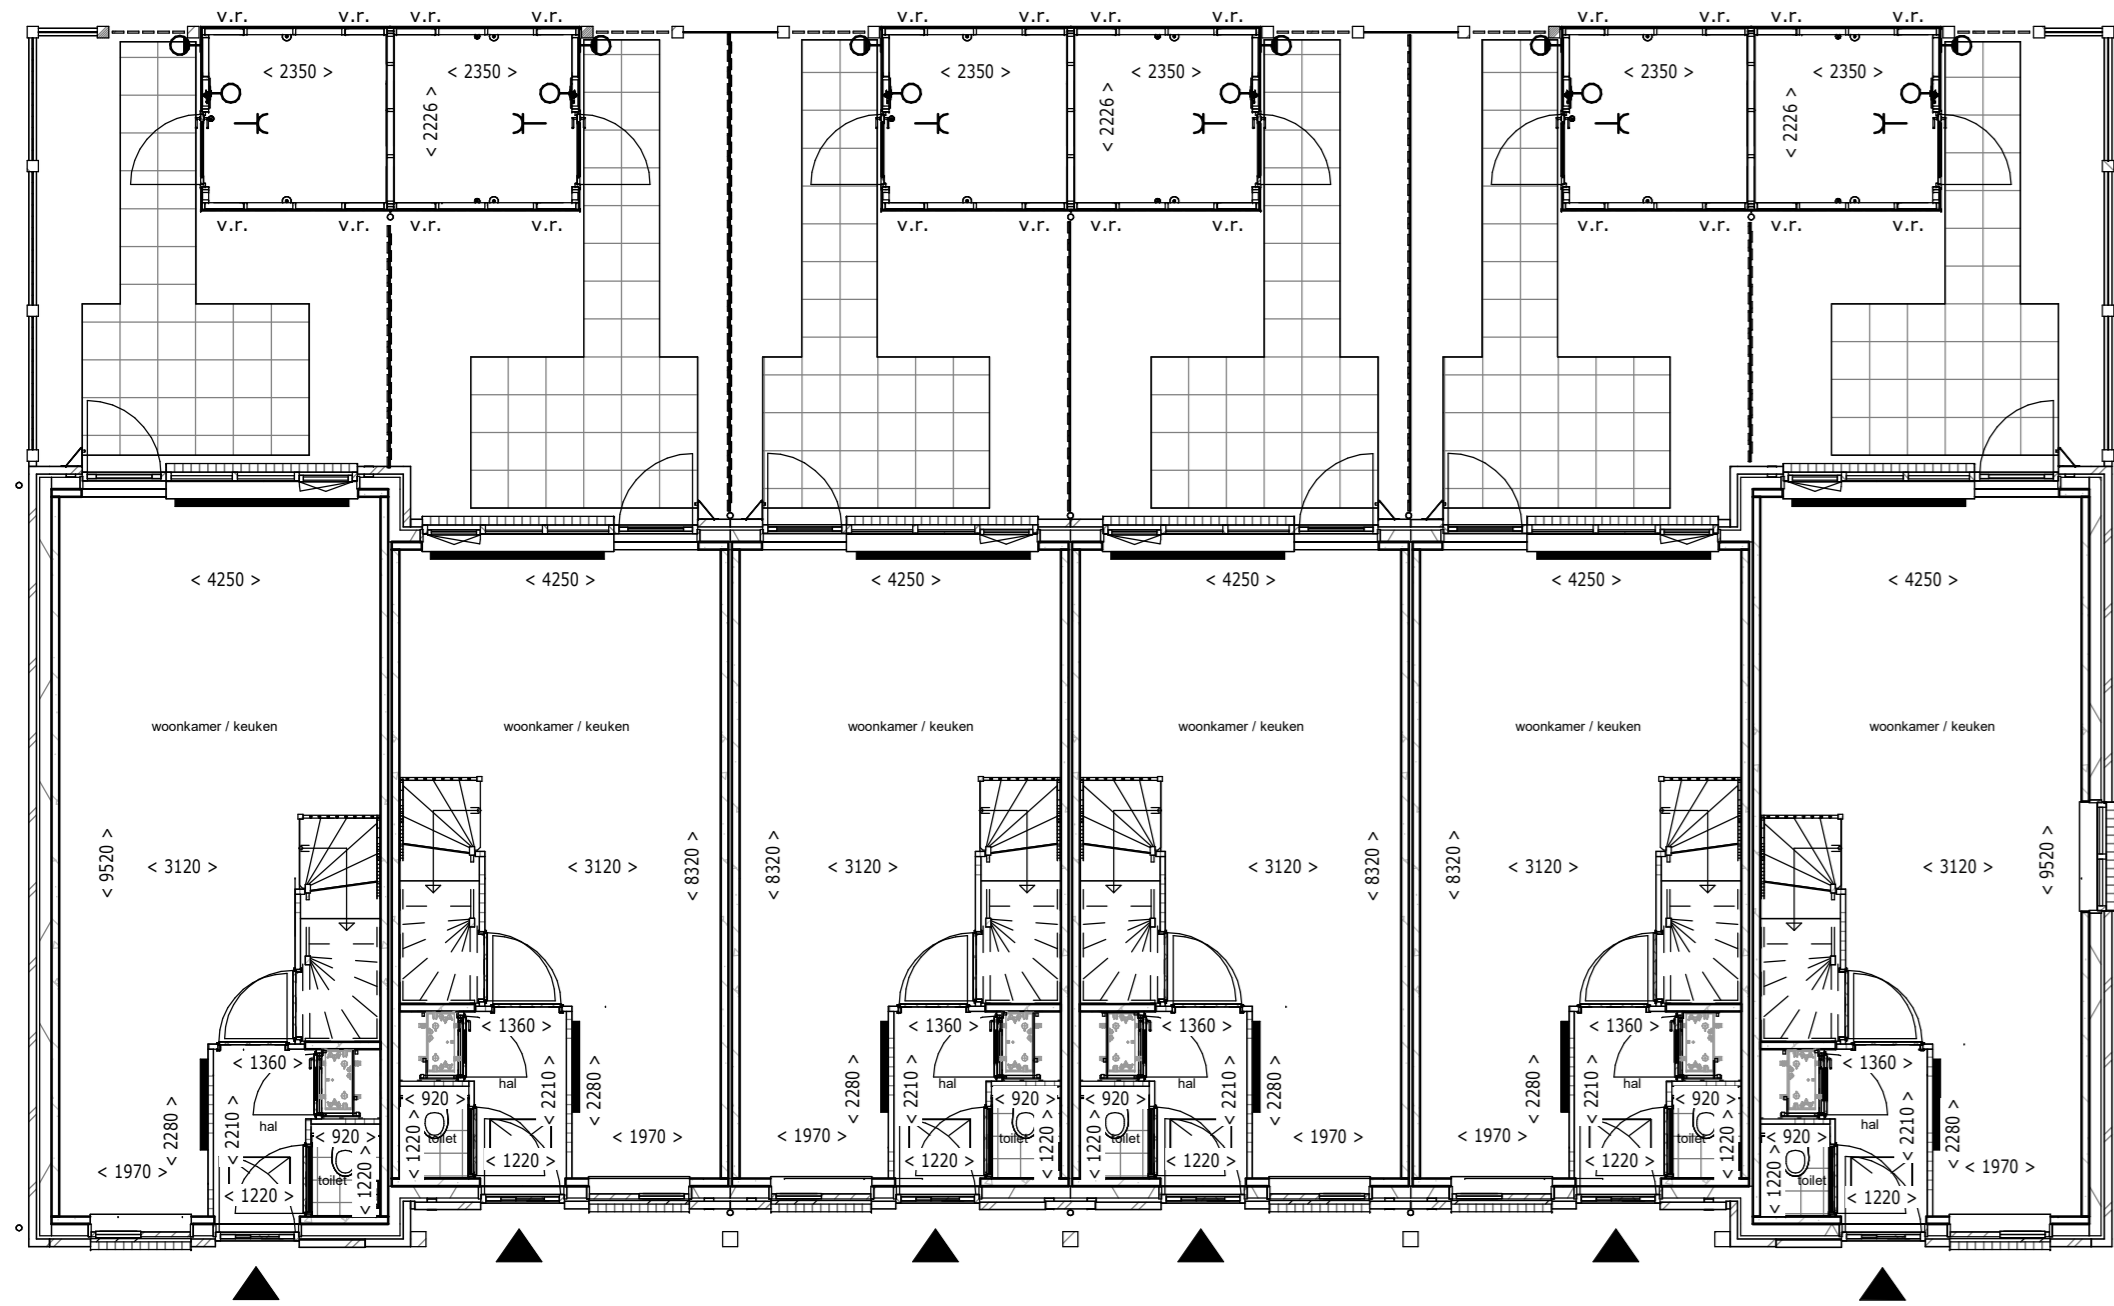 v.r. v.r. v.r. v.r. v.r. v.r. v.r. v.r. v.r. v.r. v.r. v.r.
< 2350 > < 2350 > < 2350 > < 2350 > < 2350 > < 2350 >
< 2226 > < 2226 > < 2226 >
v.r. v.r. v.r. v.r. v.r. v.r. v.r. v.r. v.r. v.r. v.r. v.r.
< 4250 > < 4250 > < 4250 > < 4250 > < 4250 > < 4250 >
woonkamer / keuken woonkamer / keuken woonkamer / keuken woonkamer / keuken woonkamer / keuken woonkamer / keuken
< 9520 > < 3120 > < 3120 > < 8320 > < 8320 > < 3120 > < 3120 > < 8320 > < 8320 > < 3120 > < 3120 > < 9520 >
< 1360 > < 1360 > < 1360 > < 1360 >
< 1360 > < 1360 >
hal hal hal hal
< 2210 > < 2280 > < 2280 > < 2210 > < 2210 > < 2280 > < 2280 > < 2210 >
< 920 > < 920 > < 920 > < 920 >
< 2280 > < 2210 > < 2210 > < 2280 >
hal hal
< 920 > < 920 >
< 1220 > toilet < 1970 > < 1970 > toilet < 1220 > < 1220 > toilet < 1970 > < 1970 > toilet < 1220 >
< 1220 > < 1220 > < 1220 > < 1220 >
< 1970 > toilet < 1220 > < 1220 > toilet < 1970 >
< 1220 > < 1220 >